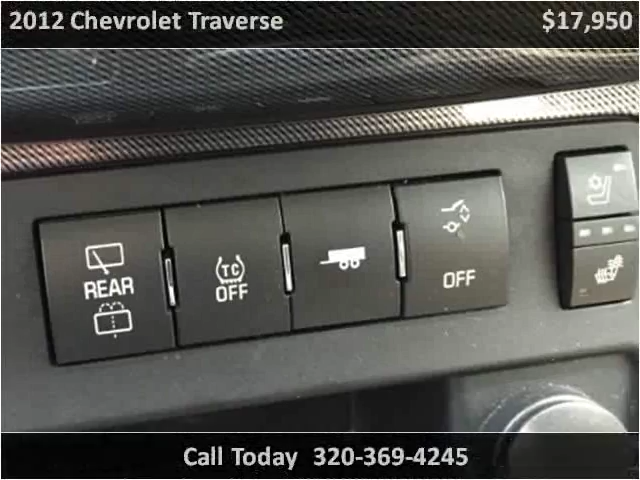 2012 Chevrolet Traverse $17,950
REAR
TC
OFF
OFF
Call Today 320-369-4245